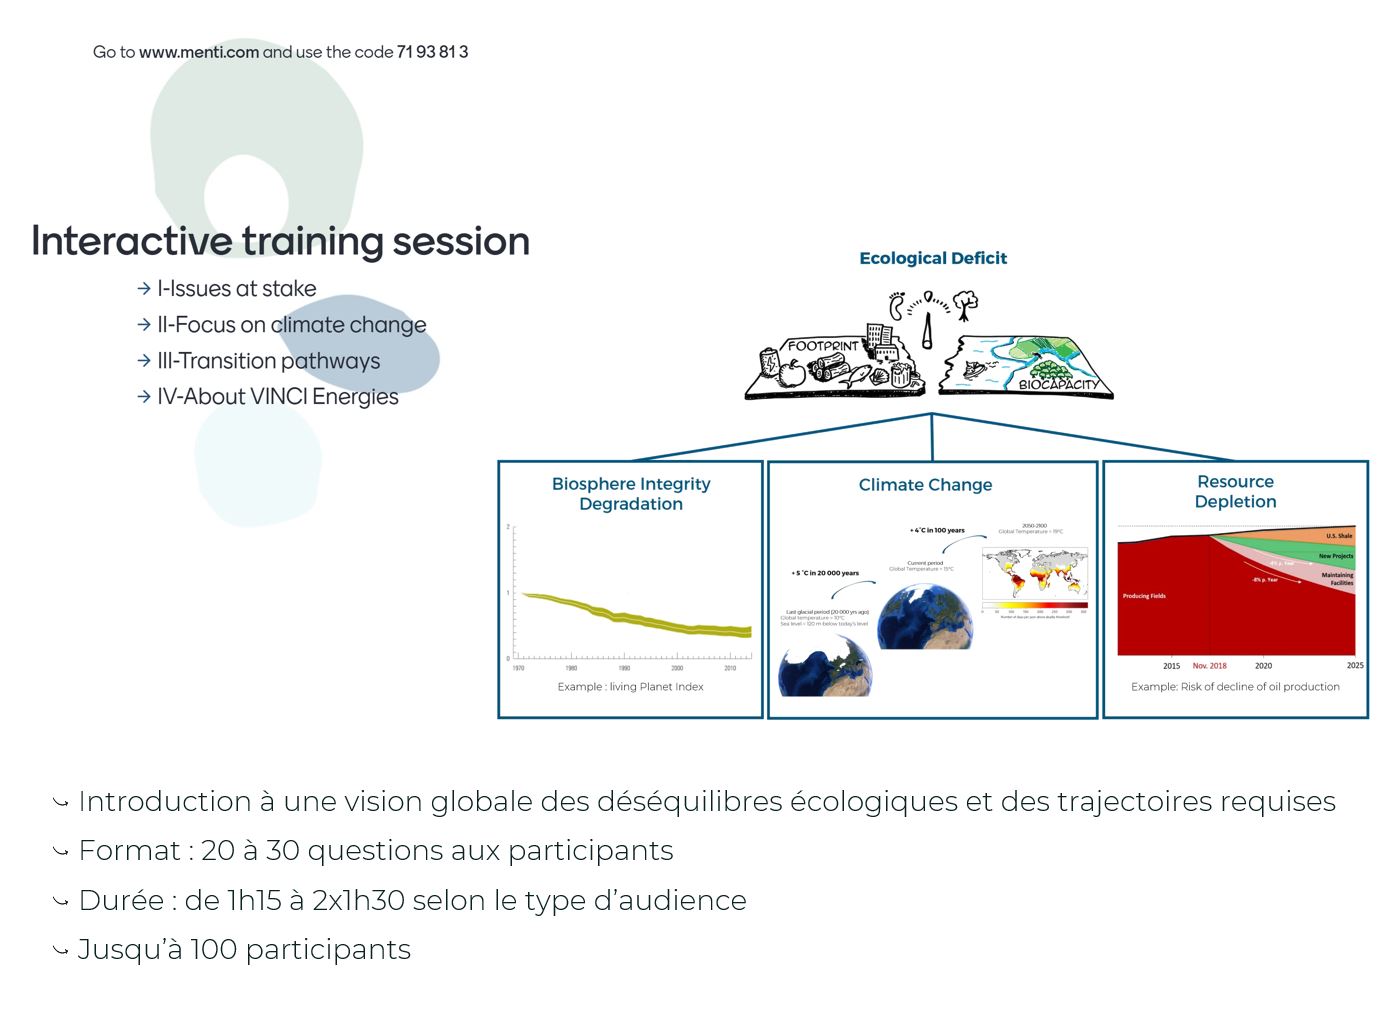 Go to www.menti.com and use the code 71 93 81 3
Interactive training session
→ I-Issues at stake
→ II-Focus on climate change
→ III-Transition pathways
→ IV-About VINCI Energies
Ecological Deficit
FOOTPRINT
BIOCAPACITY
Biosphere Integrity
Degradation
2
1
0
1970 1980 1990 2000 2010
Example : living Planet Index
Climate Change
+ 4°C in 100 years
2050-2100
Global Temperature = 19°C
Current period
Global Temperature = 15°C
+ 5 °C in 20 000 years
Last glacial period (20 000 yrs ago)
Global temperature = 10°C
Sea level = 120 m below today's level
Resource
Depletion
U.S. Shale
New Projects
Maintaining
Facilities
-8% p. Year
Producing Fields
2015 Nov. 2018 2020 2025
Example: Risk of decline of oil production
Introduction à une vision globale des déséquilibres écologiques et des trajectoires requises
Format : 20 à 30 questions aux participants
Durée : de 1h15 à 2x1h30 selon le type d’audience
Jusqu’à 100 participants